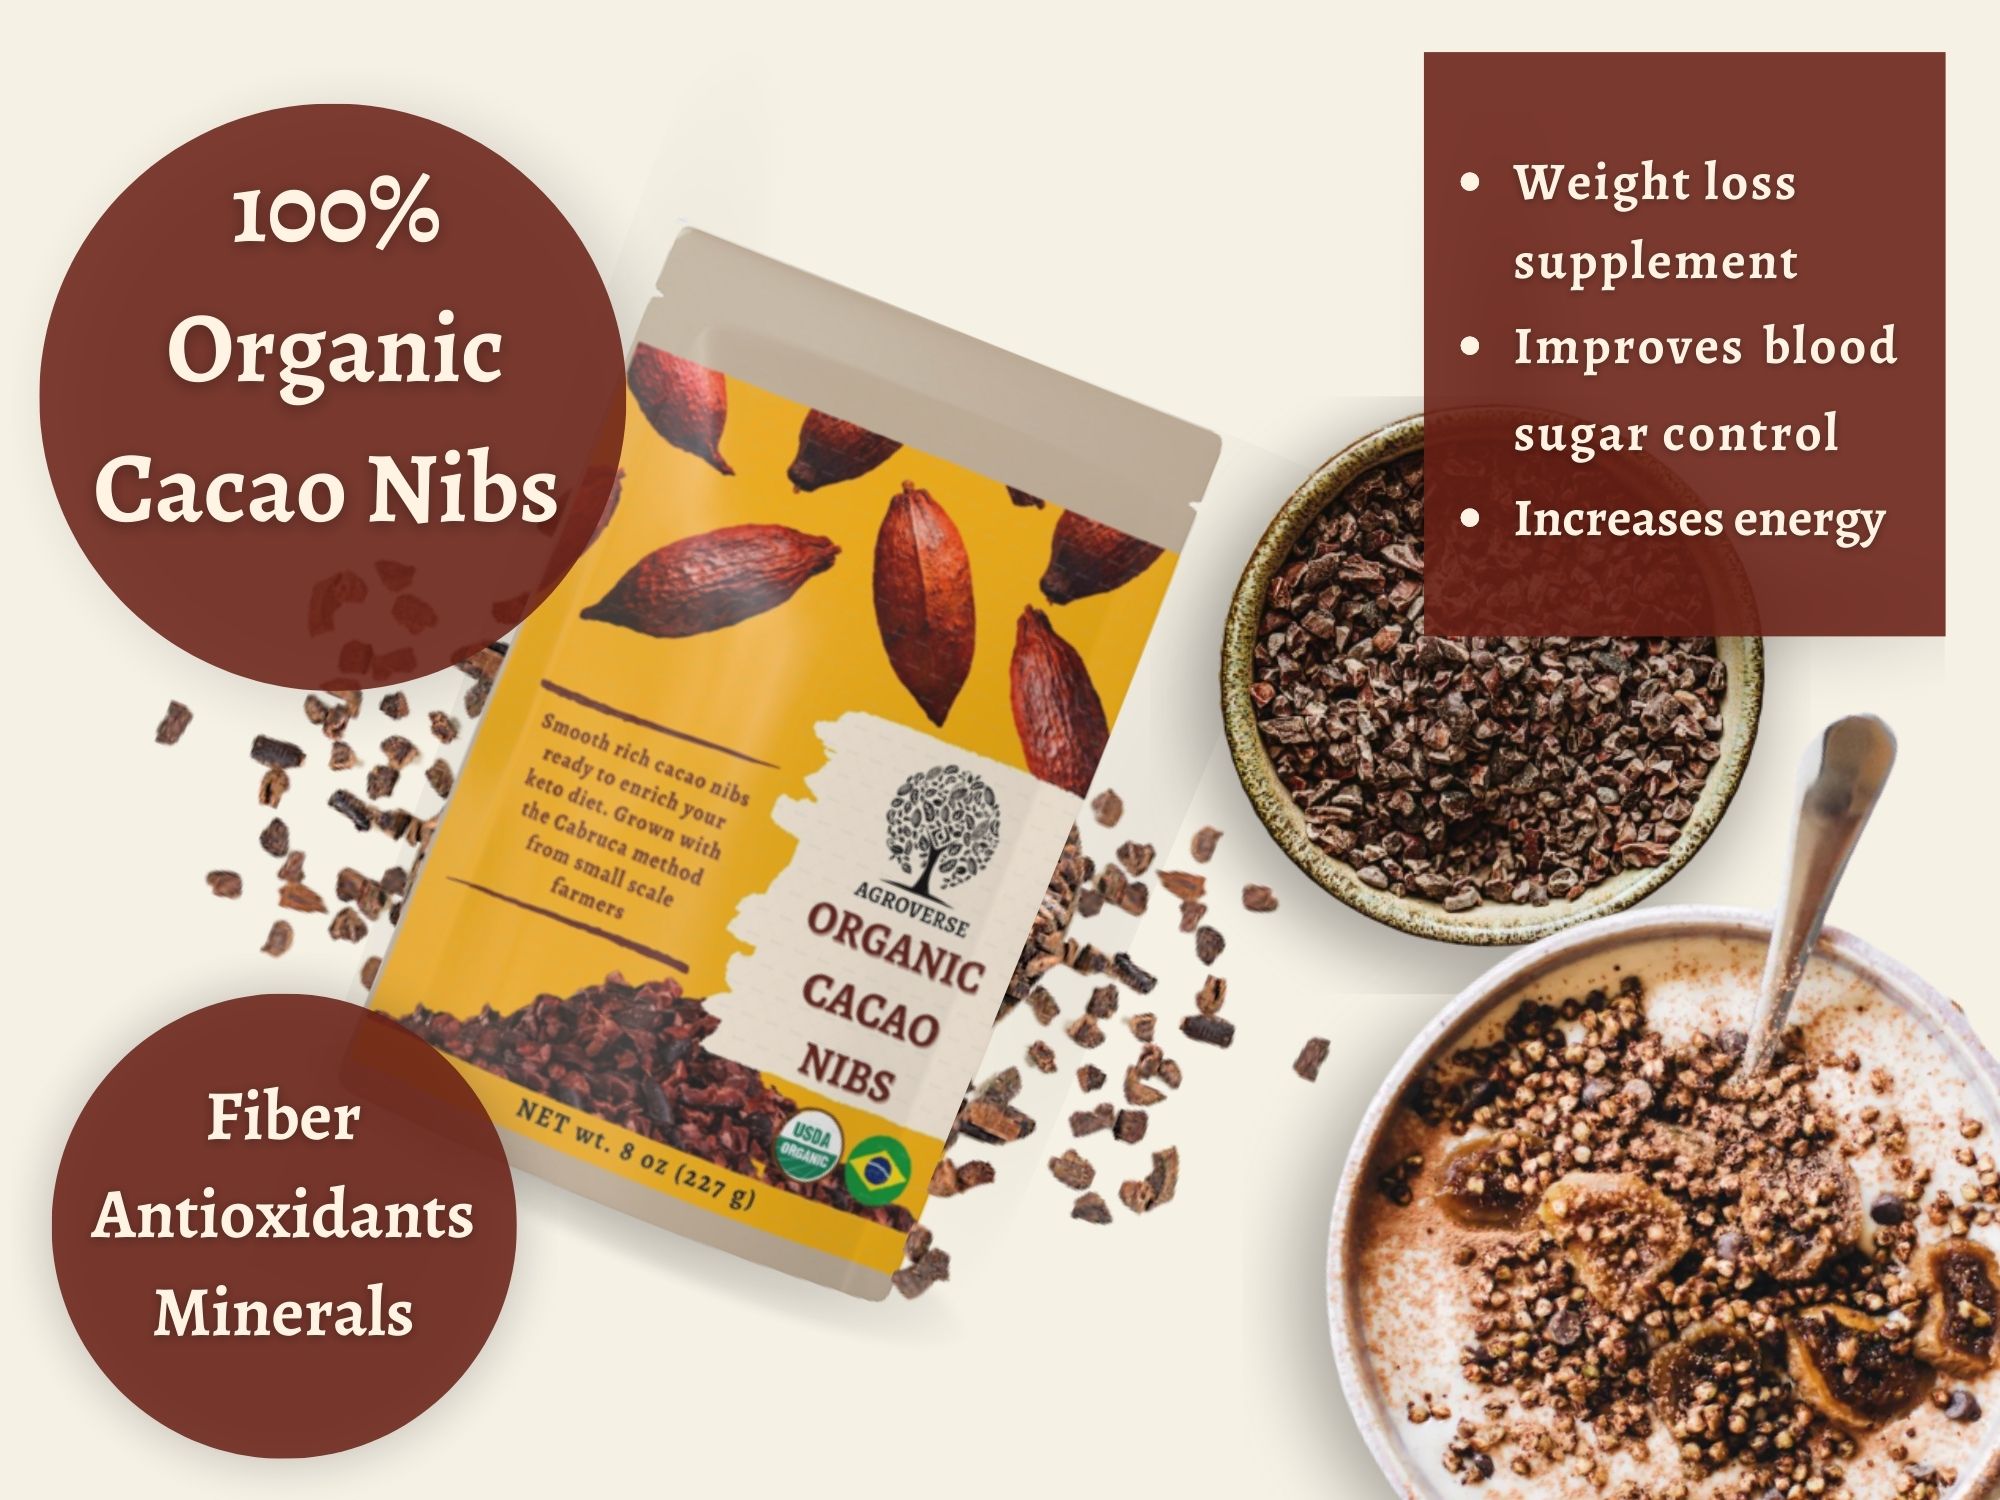 100%
Organic
Cacao Nibs
Weight loss
supplement
Improves blood
sugar control
Increases energy
Smooth rich cacao nibs
ready to enrich your
keto diet. Grown with
the Cabruca method
from small scale
farmers
AGROVERSE
ORGANIC
CACAO
NIBS
USDA
ORGANIC
NET wt. 8 oz (227 g)
Fiber
Antioxidants
Minerals